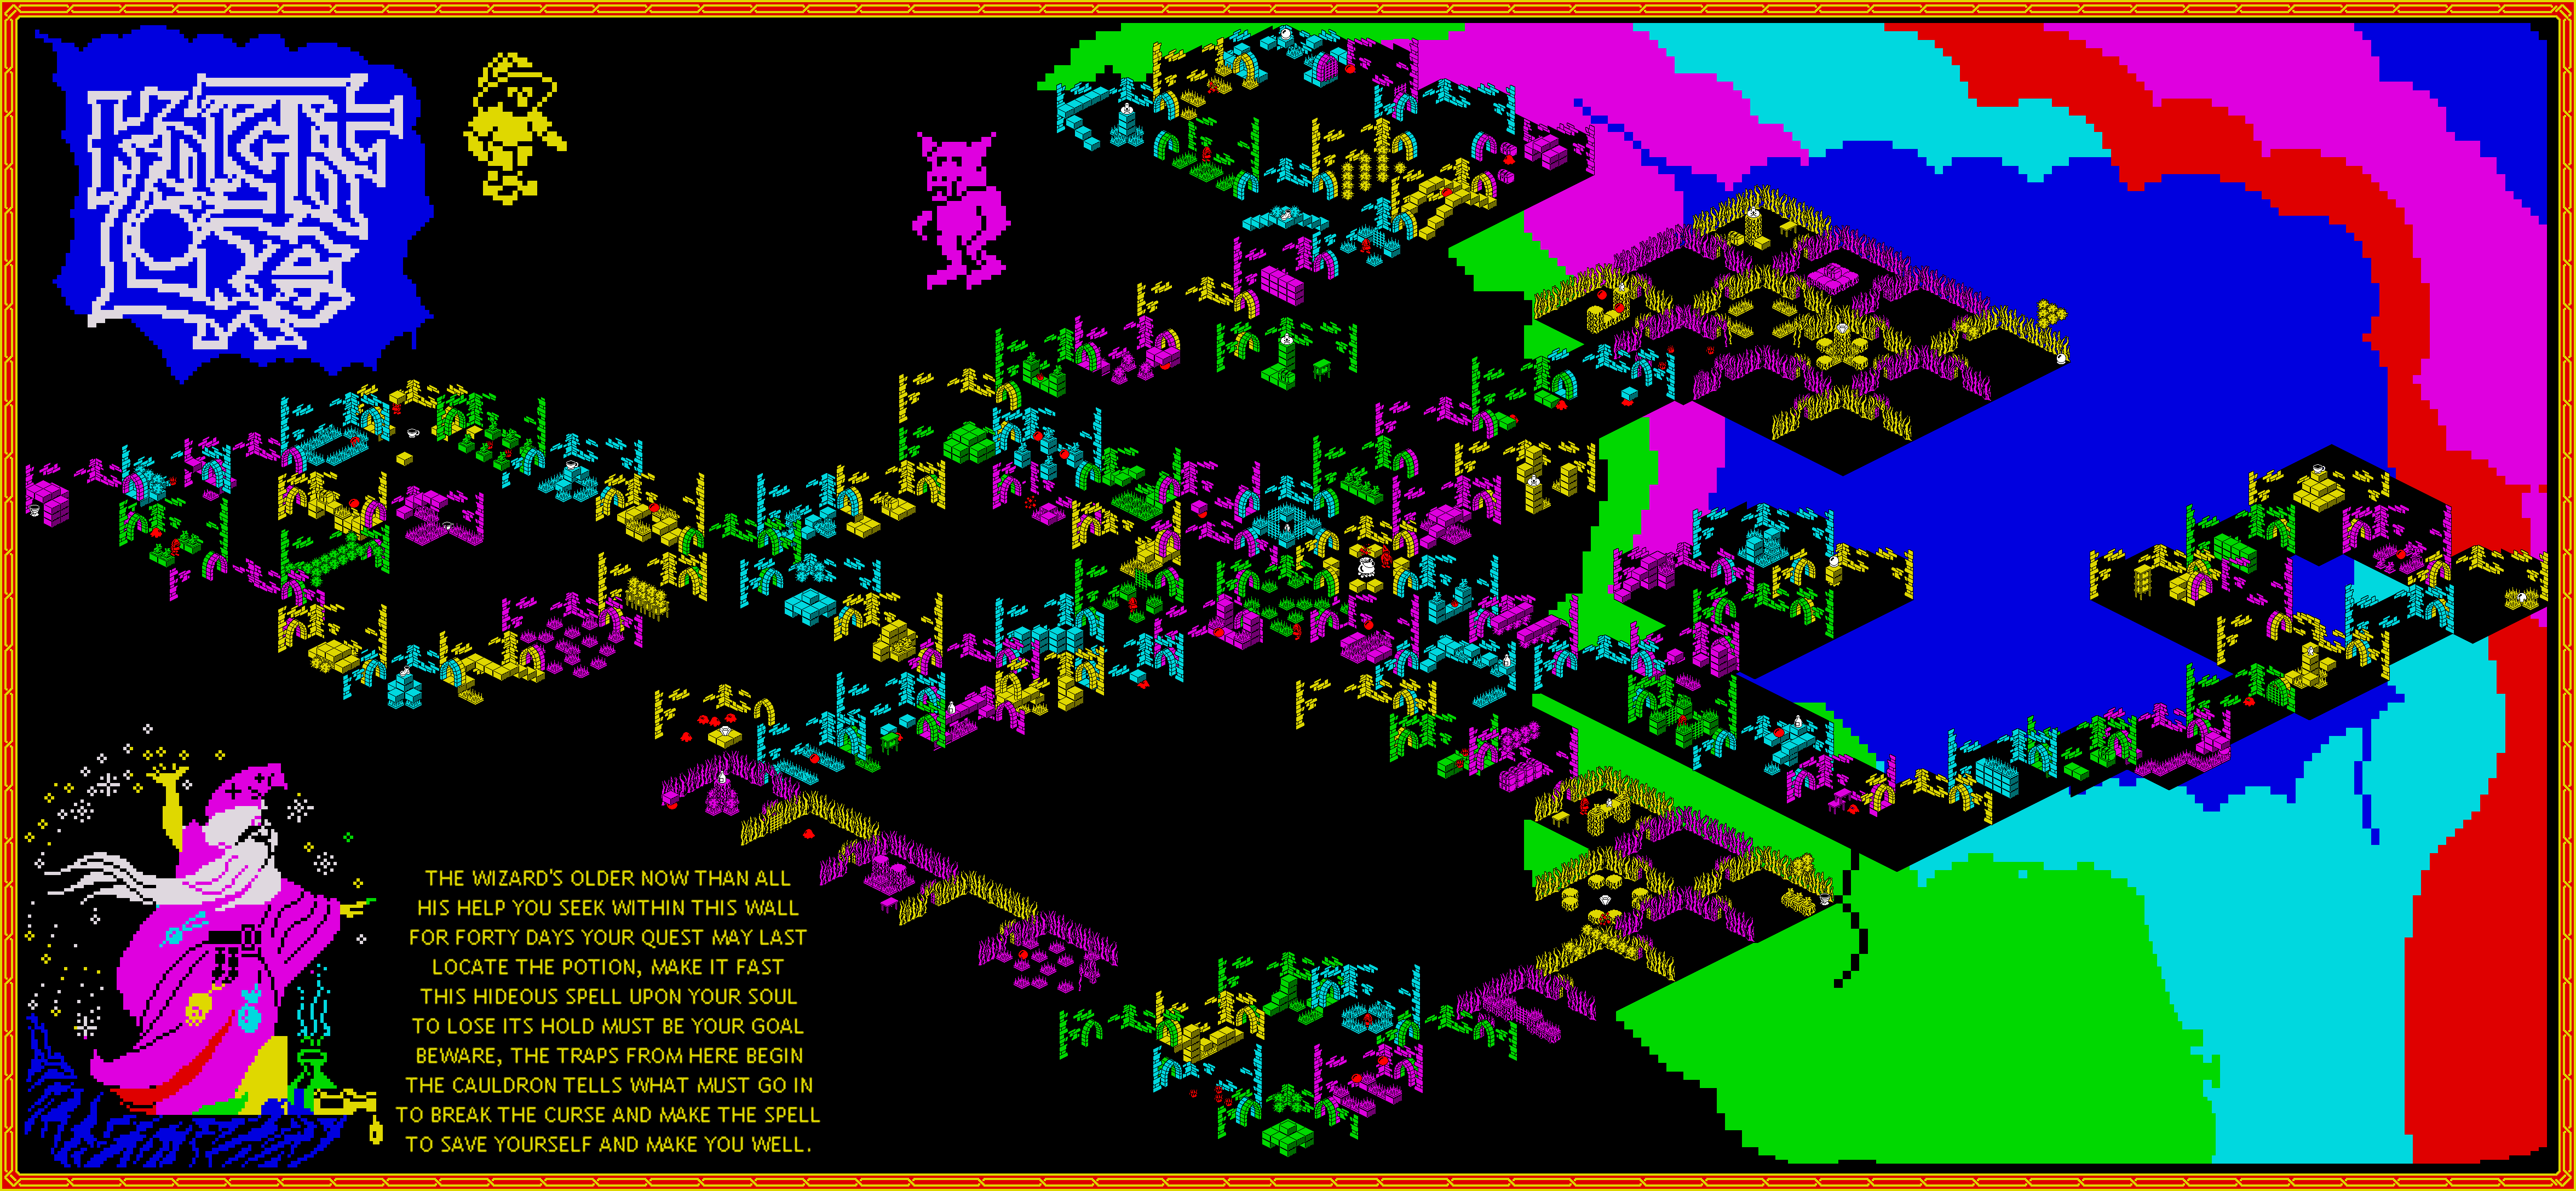 KNIGHT
LORE
THE WIZARD'S OLDER NOW THAN ALL
HIS HELP YOU SEEK WITHIN THIS WALL
FOR FORTY DAYS YOUR QUEST MAY LAST
LOCATE THE POTION, MAKE IT FAST
THIS HIDEOUS SPELL UPON YOUR SOUL
TO LOSE ITS HOLD MUST BE YOUR GOAL
BEWARE, THE TRAPS FROM HERE BEGIN
THE CAULDRON TELLS WHAT MUST GO IN
TO BREAK THE CURSE AND MAKE THE SPELL
TO SAVE YOURSELF AND MAKE YOU WELL.